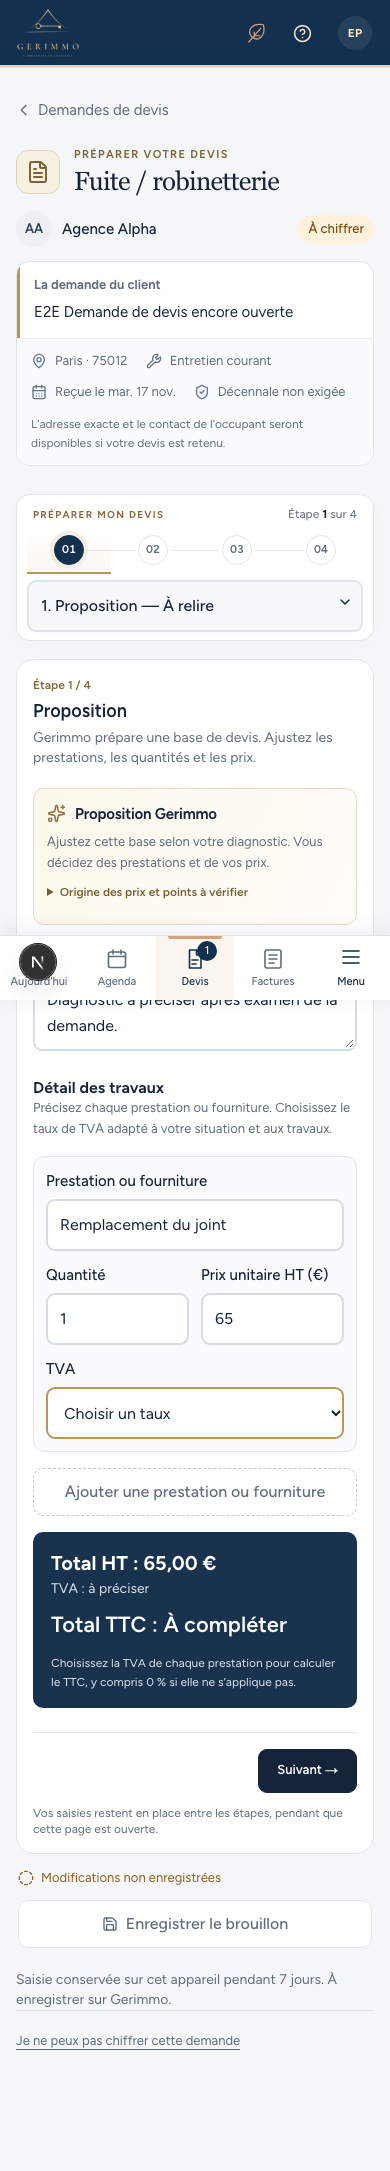 GERIMMO
EP
Demandes de devis
PRÉPARER VOTRE DEVIS
Fuite / robinetterie
AA
Agence Alpha
À chiffrer
La demande du client
E2E Demande de devis encore ouverte
Paris · 75012
Entretien courant
Reçue le mar. 17 nov.
Décennale non exigée
L'adresse exacte et le contact de l'occupant seront
disponibles si votre devis est retenu.
PRÉPARER MON DEVIS
Étape 1 sur 4
01
02
03
04
1. Proposition — À relire
Étape 1 / 4
Proposition
Gerimmo prépare une base de devis. Ajustez les
prestations, les quantités et les prix.
Proposition Gerimmo
Ajustez cette base selon votre diagnostic. Vous
décidez des prestations et de vos prix.
Origine des prix et points à vérifier
N
1
Aujourd'hui
Agenda
Devis
Factures
Menu
Diagnostic à préciser après examen de la
demande.
Détail des travaux
Précisez chaque prestation ou fourniture. Choisissez le
taux de TVA adapté à votre situation et aux travaux.
Prestation ou fourniture
Remplacement du joint
Quantité
Prix unitaire HT (€)
1
65
TVA
Choisir un taux
Ajouter une prestation ou fourniture
Total HT : 65,00 €
TVA : à préciser
Total TTC : À compléter
Choisissez la TVA de chaque prestation pour calculer
le TTC, y compris 0 % si elle ne s'applique pas.
Suivant →
Vos saisies restent en place entre les étapes, pendant que
cette page est ouverte.
Modifications non enregistrées
Enregistrer le brouillon
Saisie conservée sur cet appareil pendant 7 jours. À
enregistrer sur Gerimmo.
Je ne peux pas chiffrer cette demande